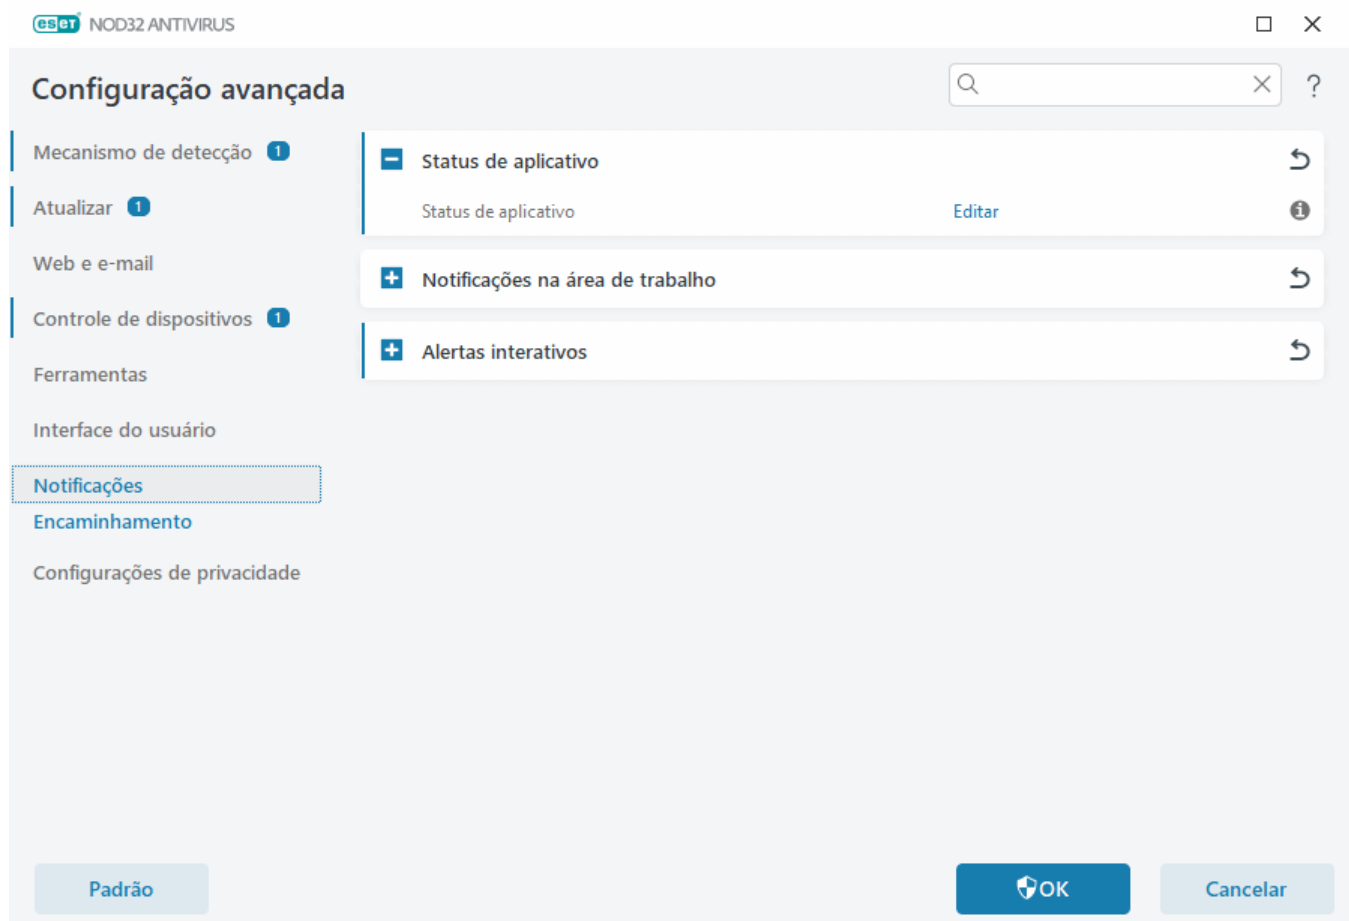 eset NOD32 ANTIVIRUS
Configuração avançada
?
Mecanismo de detecção 1
Atualizar 1
Web e e-mail
Controle de dispositivos 1
Ferramentas
Interface do usuário
Notificações
Encaminhamento
Configurações de privacidade
Status de aplicativo
Status de aplicativo Editar
Notificações na área de trabalho
Alertas interativos
Padrão
OK
Cancelar